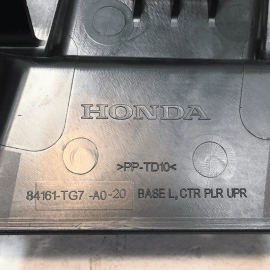 HONDA
>PP-TD10<
84161-TG7 -A0-20 BASE L, CTR PLR UPR